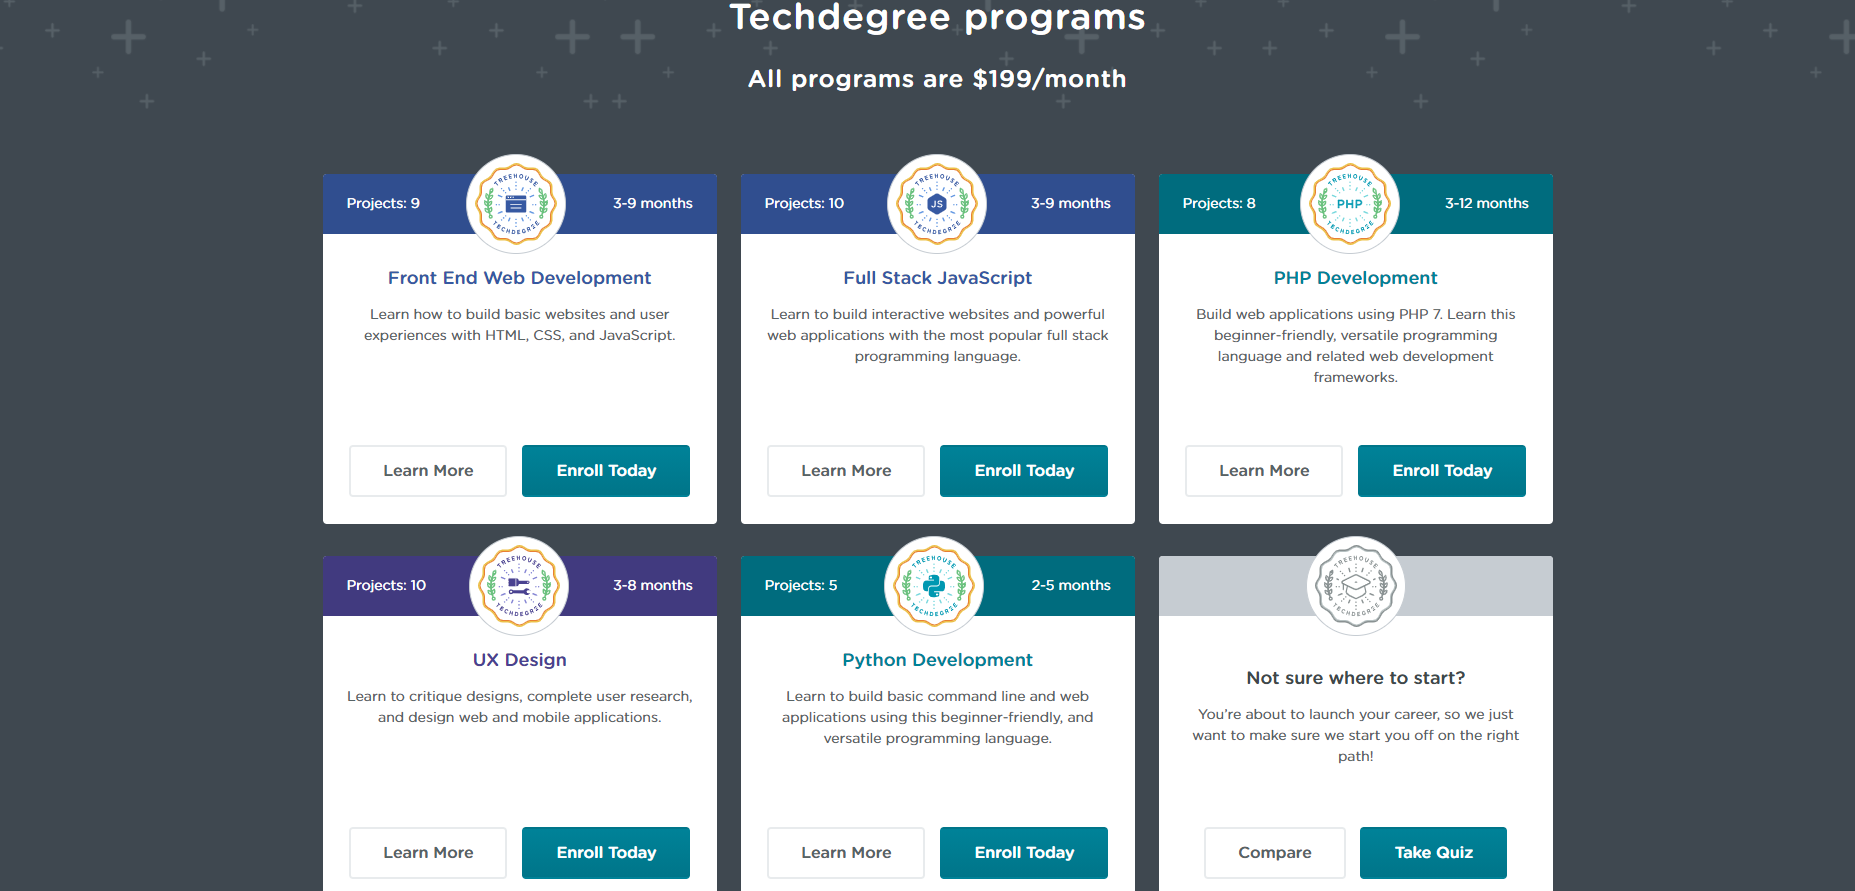 Techdegree programs
All programs are $199/month
Projects: 9
TREEHOUSE
TECHDEGREE
3-9 months
Front End Web Development
Learn how to build basic websites and user
experiences with HTML, CSS, and JavaScript.
Learn More
Enroll Today
Projects: 10
TREEHOUSE
JS
TECHDEGREE
3-9 months
Full Stack JavaScript
Learn to build interactive websites and powerful
web applications with the most popular full stack
programming language.
Learn More
Enroll Today
Projects: 8
TREEHOUSE
PHP
TECHDEGREE
3-12 months
PHP Development
Build web applications using PHP 7. Learn this
beginner-friendly, versatile programming
language and related web development
frameworks.
Learn More
Enroll Today
Projects: 10
TREEHOUSE
TECHDEGREE
3-8 months
UX Design
Learn to critique designs, complete user research,
and design web and mobile applications.
Learn More
Enroll Today
Projects: 5
TREEHOUSE
TECHDEGREE
2-5 months
Python Development
Learn to build basic command line and web
applications using this beginner-friendly, and
versatile programming language.
Learn More
Enroll Today
TREEHOUSE
TECHDEGREE
Not sure where to start?
You’re about to launch your career, so we just
want to make sure we start you off on the right
path!
Compare
Take Quiz